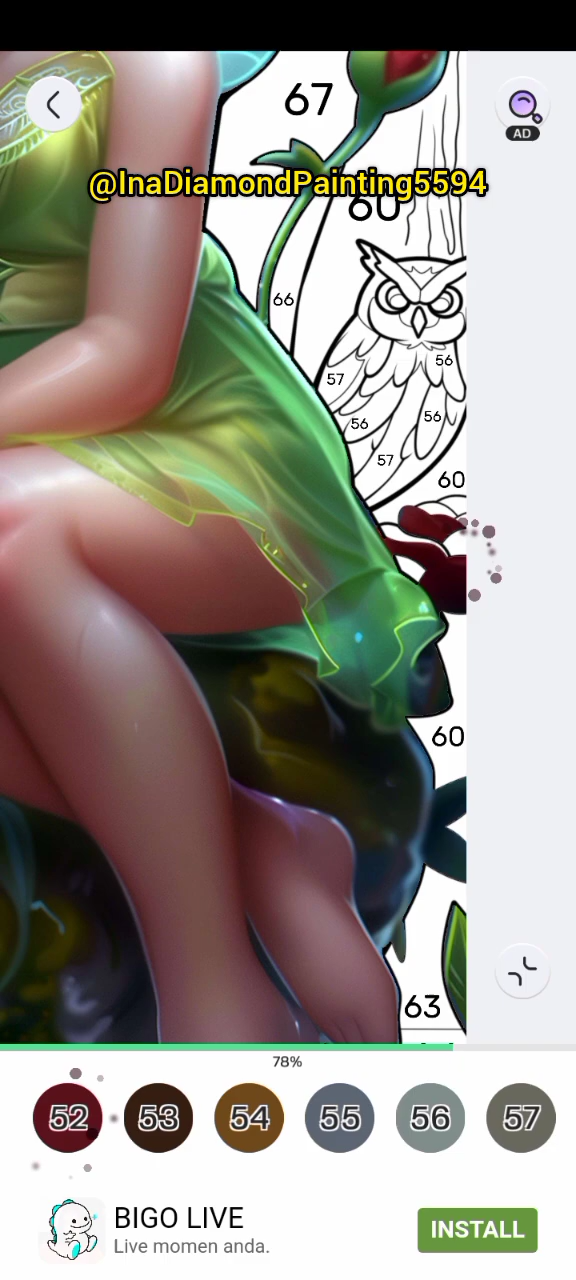 67
@InaDiamondPainting5594
60
66
56
57
56
56
57
60
60
63
78%
52 53 54 55 56 57
AD
BIGO LIVE
Live momen anda.
INSTALL